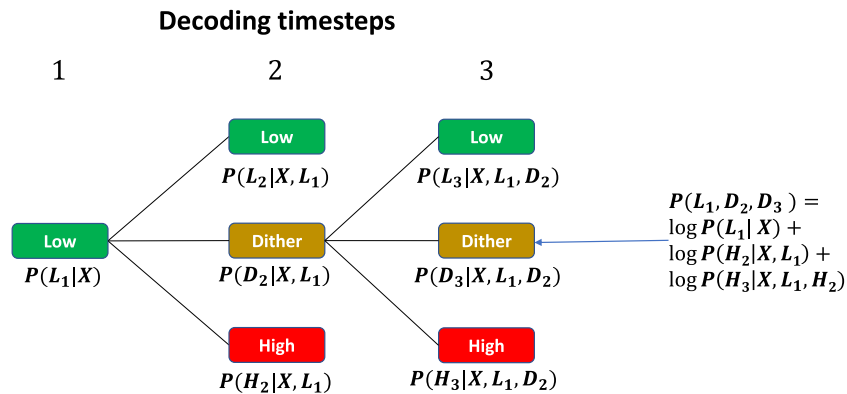 Decoding timesteps
1 2 3
Low Low
P(L₂|X, L₁) P(L₃|X, L₁, D₂)
Low Dither Dither
P(L₁|X) P(D₂|X, L₁) P(D₃|X, L₁, D₂)
High High
P(H₂|X, L₁) P(H₃|X, L₁, D₂)
P(L₁, D₂, D₃ ) =
log P(L₁| X) +
log P(H₂|X, L₁) +
log P(H₃|X, L₁, H₂)